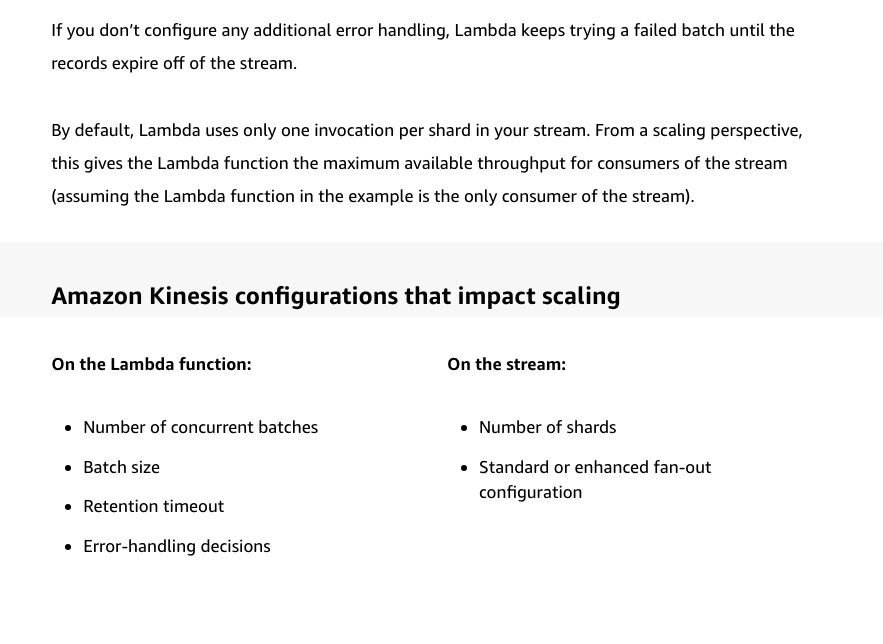 If you don’t configure any additional error handling, Lambda keeps trying a failed batch until the
records expire off of the stream.
By default, Lambda uses only one invocation per shard in your stream. From a scaling perspective,
this gives the Lambda function the maximum available throughput for consumers of the stream
(assuming the Lambda function in the example is the only consumer of the stream).
Amazon Kinesis configurations that impact scaling
On the Lambda function:
• Number of concurrent batches
• Batch size
• Retention timeout
• Error-handling decisions
On the stream:
• Number of shards
• Standard or enhanced fan-out
configuration